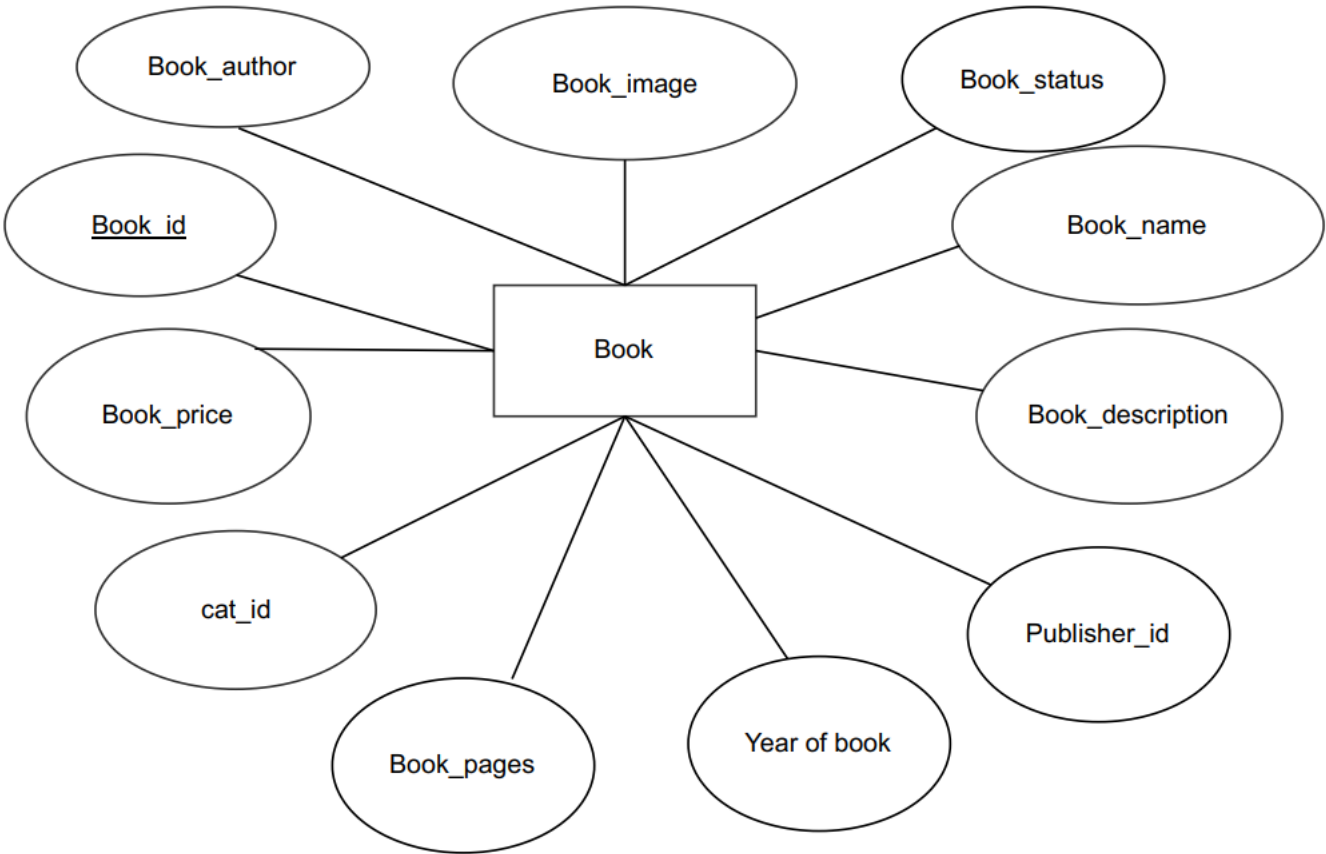 Book_author
Book_image
Book_status
Book_id
Book_name
Book
Book_price
Book_description
cat_id
Publisher_id
Book_pages
Year of book